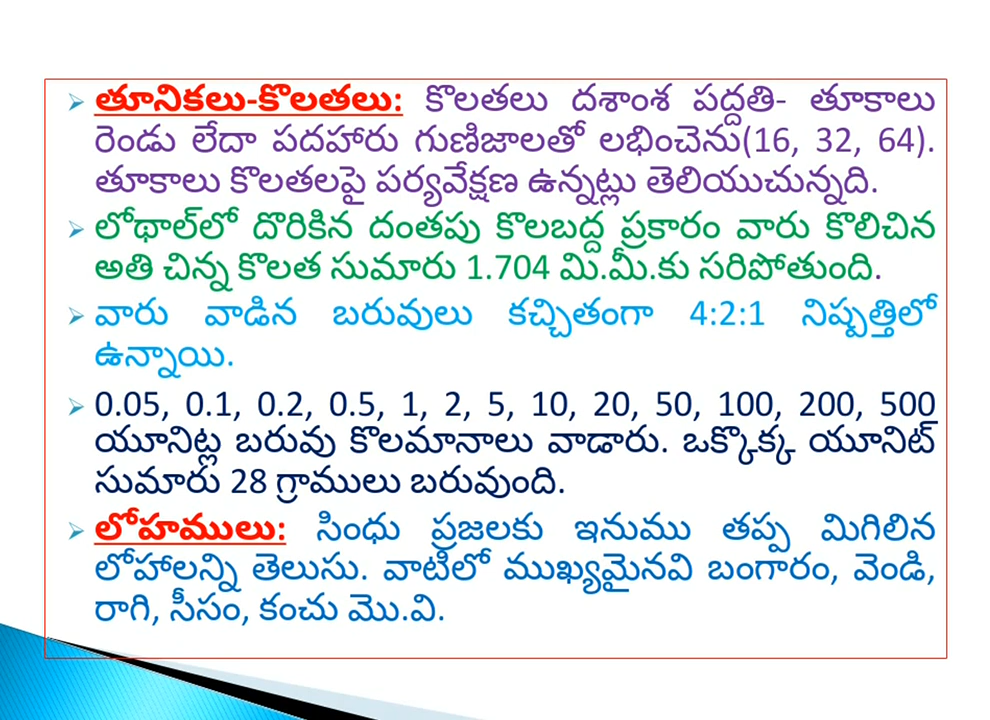 తూనికలు-కొలతలు: కొలతలు దశాంశ పద్దతి- తూకాలు
రెండు లేదా పదహారు గుణిజాలతో లభించెను(16, 32, 64).
తూకాలు కొలతలపై పర్యవేక్షణ ఉన్నట్లు తెలియుచున్నది.
లోథాల్‌లో దొరికిన దంతపు కొలబద్ద ప్రకారం వారు కొలిచిన
అతి చిన్న కొలత సుమారు 1.704 మి.మీ.కు సరిపోతుంది.
వారు వాడిన బరువులు కచ్చితంగా 4:2:1 నిష్పత్తిలో
ఉన్నాయి.
0.05, 0.1, 0.2, 0.5, 1, 2, 5, 10, 20, 50, 100, 200, 500
యూనిట్ల బరువు కొలమానాలు వాడారు. ఒక్కొక్క యూనిట్
సుమారు 28 గ్రాములు బరువుంది.
లోహములు: సింధు ప్రజలకు ఇనుము తప్ప మిగిలిన
లోహాలన్ని తెలుసు. వాటిలో ముఖ్యమైనవి బంగారం, వెండి,
రాగి, సీసం, కంచు మొ.వి.